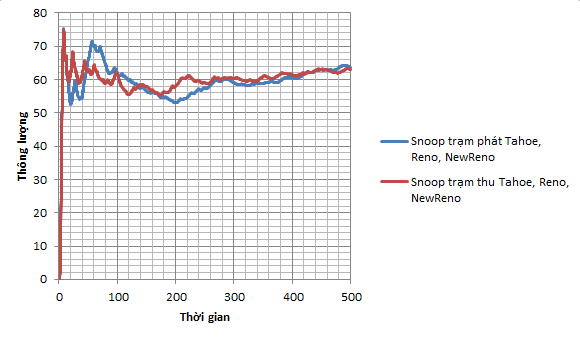 80
70
60
50
40
30
20
10
0
0 100 200 300 400 500
Thông lượng
Thời gian
Snoop trạm phát Tahoe,
Reno, NewReno
Snoop trạm thu Tahoe, Reno,
NewReno